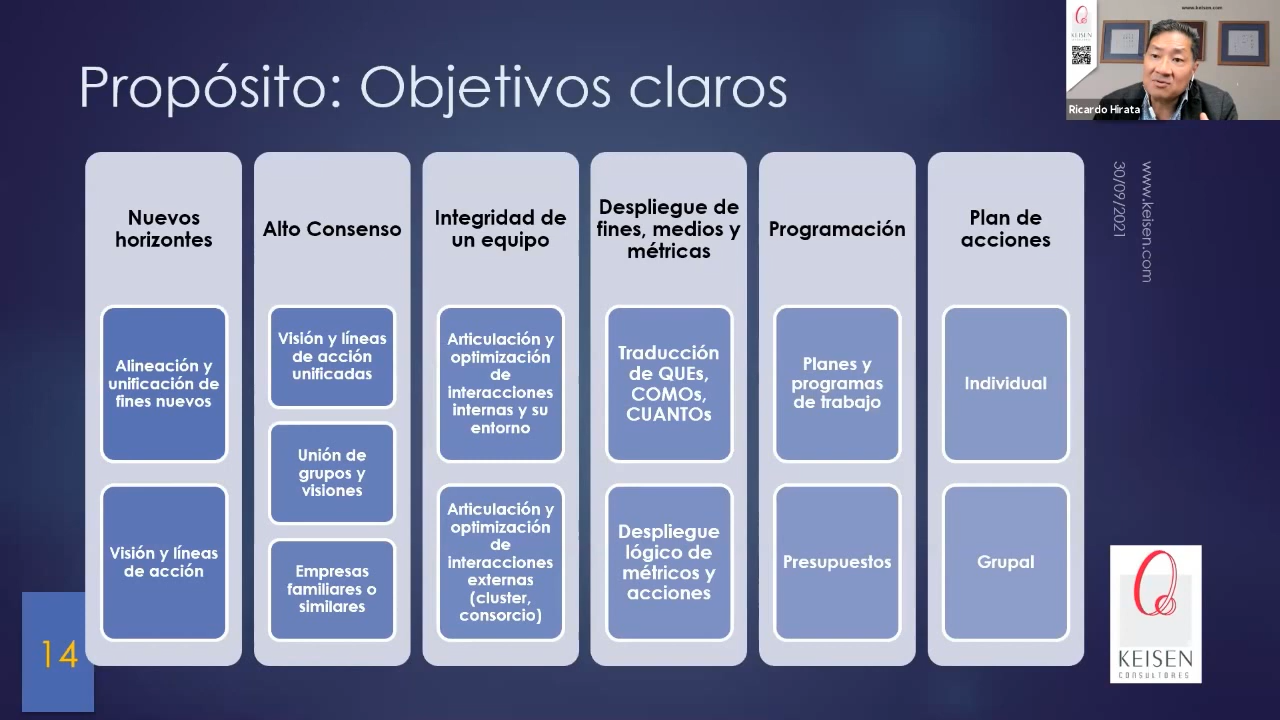 www.keisen.com
KEISEN
Ricardo Hirata
Propósito: Objetivos claros
Nuevos
horizontes
Alineación y
unificación de
fines nuevos
Visión y líneas
de acción
Alto Consenso
Visión y líneas
de acción
unificadas
Unión de
grupos y
visiones
Empresas
familiares o
similares
Integridad de
un equipo
Articulación y
optimización
de
interacciones
internas y su
entorno
Articulación y
optimización
de
interacciones
externas
(cluster,
consorcio)
Despliegue de
fines, medios y
métricas
Traducción
de QUEs,
COMOs,
CUANTOs
Despliegue
lógico de
métricos y
acciones
Programación
Planes y
programas
de trabajo
Presupuestos
Plan de
acciones
Individual
Grupal
www.keisen.com
30/09/2021
14
KEISEN
CONSULTORES